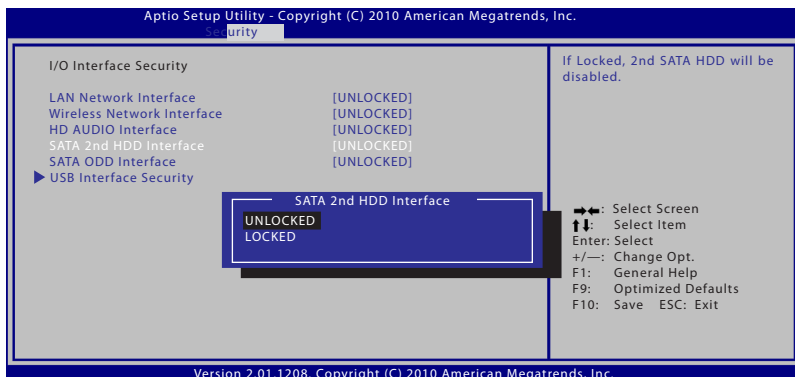 Aptio Setup Utility - Copyright (C) 2010 American Megatrends, Inc.
Security
I/O Interface Security
LAN Network Interface [UNLOCKED]
Wireless Network Interface [UNLOCKED]
HD AUDIO Interface [UNLOCKED]
SATA 2nd HDD Interface [UNLOCKED]
SATA ODD Interface [UNLOCKED]
USB Interface Security
SATA 2nd HDD Interface
UNLOCKED
LOCKED
If Locked, 2nd SATA HDD will be
disabled.
→←: Select Screen
↑↓: Select Item
Enter: Select
+/—: Change Opt.
F1: General Help
F9: Optimized Defaults
F10: Save ESC: Exit
Version 2.01.1208. Copyright (C) 2010 American Megatrends, Inc.